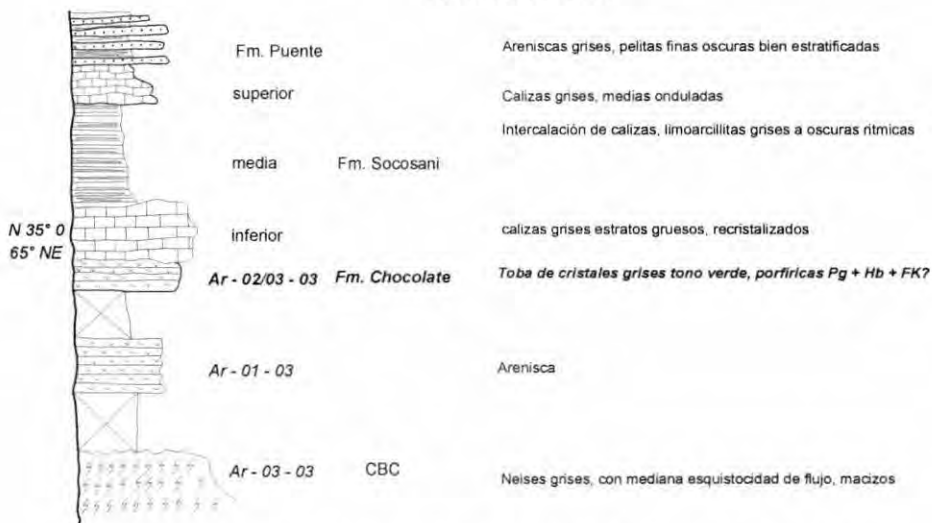 Fm. Puente Areniscas grises, pelitas finas oscuras bien estratificadas
superior Calizas grises, medias onduladas
Intercalación de calizas, limoarcillitas grises a oscuras ritmicas
media Fm. Socosani
N 35° 0
65° NE
inferior calizas grises estratos gruesos, recristalizados
Ar - 02/03 - 03 Fm. Chocolate Toba de cristales grises tono verde, porfiricas Pg + Hb + FK?
Ar - 01 - 03 Arenisca
Ar - 03 - 03 CBC Neises grises, con mediana esquistocidad de flujo, macizos